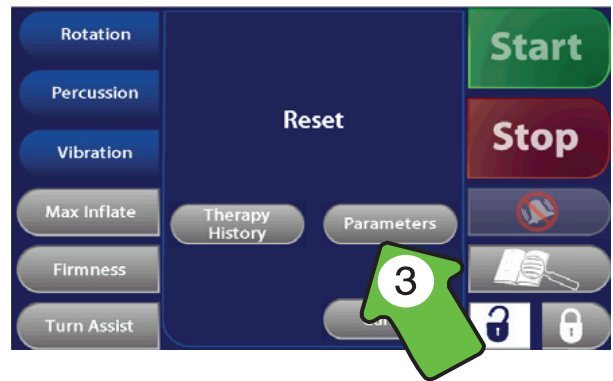 Rotation
Percussion
Vibration
Max Inflate
Firmness
Turn Assist
Reset
Therapy
History
Parameters
3
Start
Stop